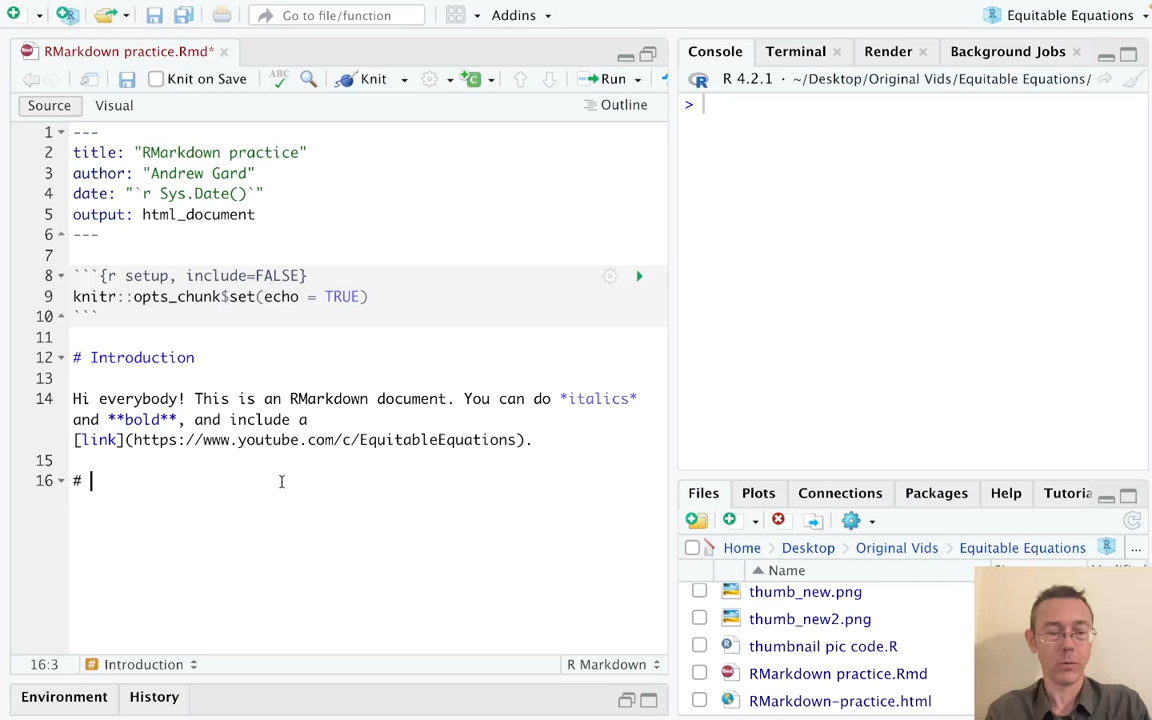 Go to file/function
Addins
Equitable Equations
RMarkdown practice.Rmd*
Knit on Save
ABC
Knit
Run
Source
Visual
Outline
1 ---
2 title: "RMarkdown practice"
3 author: "Andrew Gard"
4 date: "`r Sys.Date()`"
5 output: html_document
6 ---
7
8 ```{r setup, include=FALSE}
9 knitr::opts_chunk$set(echo = TRUE)
10 ```
11
12 # Introduction
13
14 Hi everybody! This is an RMarkdown document. You can do *italics*
and **bold**, and include a
[link](https://www.youtube.com/c/EquitableEquations).
15
16 #
16:3
# Introduction
R Markdown
Environment
History
Console
Terminal
Render
Background Jobs
R 4.2.1 · ~/Desktop/Original Vids/Equitable Equations/
>
Files
Plots
Connections
Packages
Help
Home > Desktop > Original Vids > Equitable Equations
...
Name
thumb_new.png
thumb_new2.png
thumbnail pic code.R
RMarkdown practice.Rmd
RMarkdown-practice.html